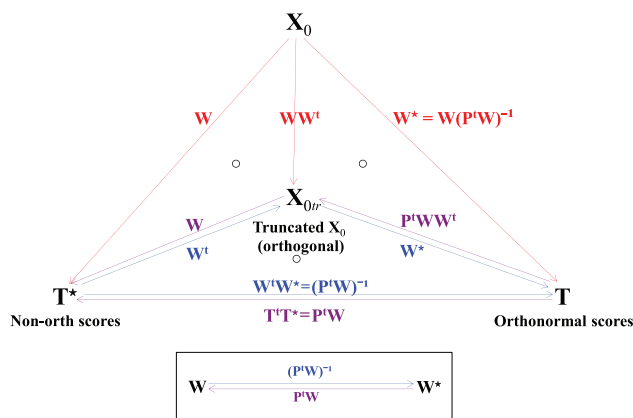 X₀
W
WWᵗ
W⋆ = W(PᵗW)⁻¹
X₀ₜᵣ
W
Wᵗ
Truncated X₀
(orthogonal)
PᵗWWᵗ
W⋆
T⋆
WᵗW⋆=(PᵗW)⁻¹
T
Non-orth scores
TᵗT⋆=PᵗW
Orthonormal scores
(PᵗW)⁻¹
W
W⋆
PᵗW